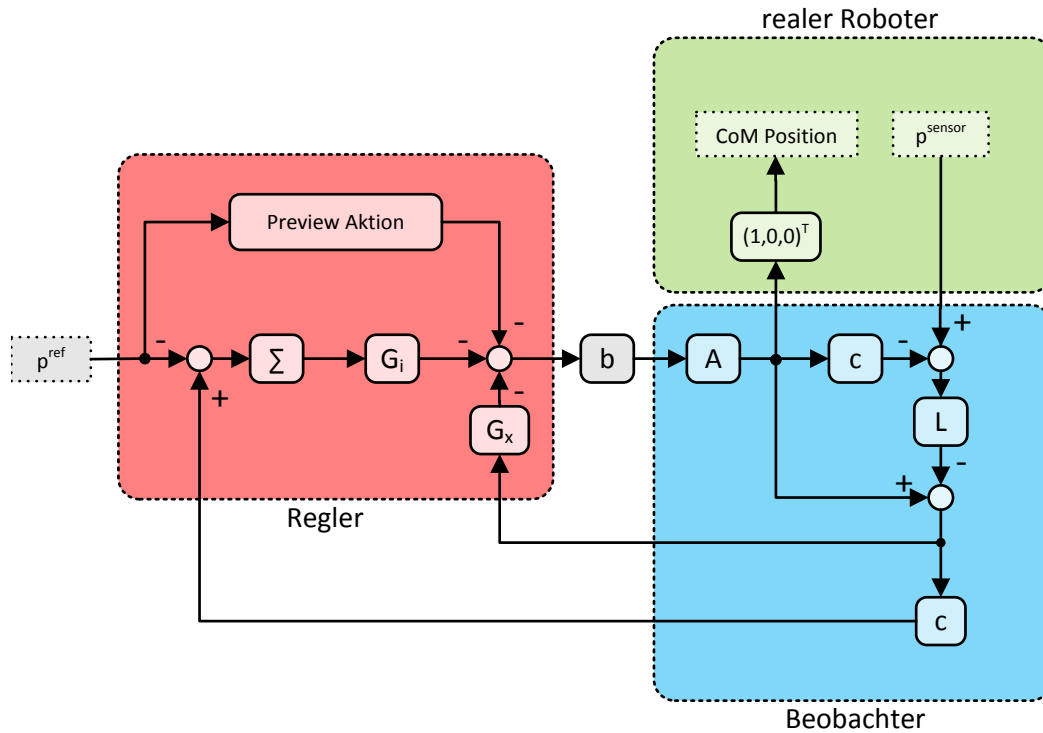 realer Roboter
CoM Position
p^sensor
(1,0,0)^T
Preview Aktion
-
-
+
p^ref
-
Σ
G_i
-
b
A
c
-
+
-
G_x
L
-
+
Regler
c
Beobachter